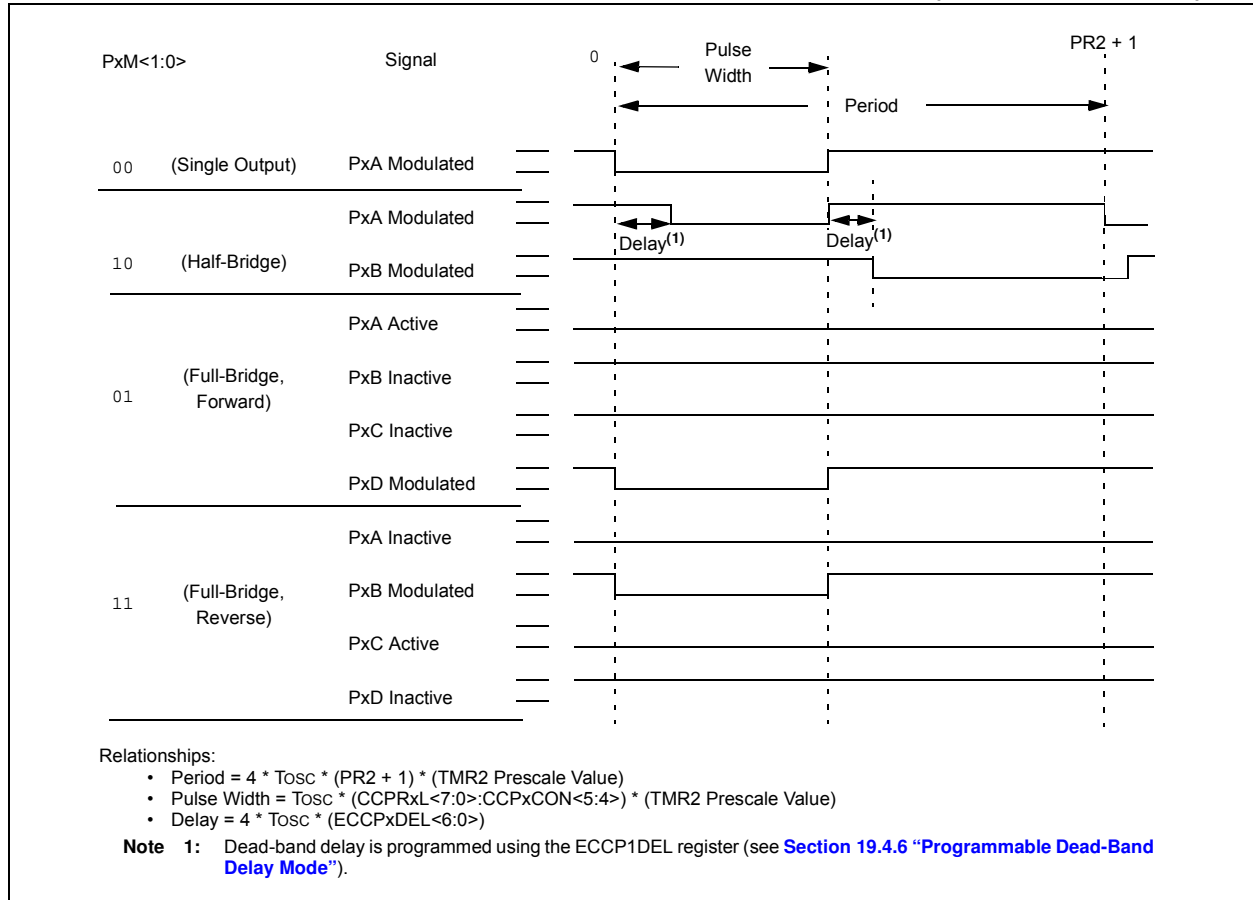 PxM<1:0> Signal 0 Pulse Width PR2 + 1
Period
00 (Single Output) PxA Modulated
PxA Modulated
Delay(1) Delay(1)
10 (Half-Bridge) PxB Modulated
PxA Active
01 (Full-Bridge, Forward) PxB Inactive
PxC Inactive
PxD Modulated
PxA Inactive
11 (Full-Bridge, Reverse) PxB Modulated
PxC Active
PxD Inactive
Relationships:
• Period = 4 * TOSC * (PR2 + 1) * (TMR2 Prescale Value)
• Pulse Width = TOSC * (CCPRxL<7:0>:CCPxCON<5:4>) * (TMR2 Prescale Value)
• Delay = 4 * TOSC * (ECCPxDEL<6:0>)
Note 1: Dead-band delay is programmed using the ECCP1DEL register (see Section 19.4.6 “Programmable Dead-Band
Delay Mode”).